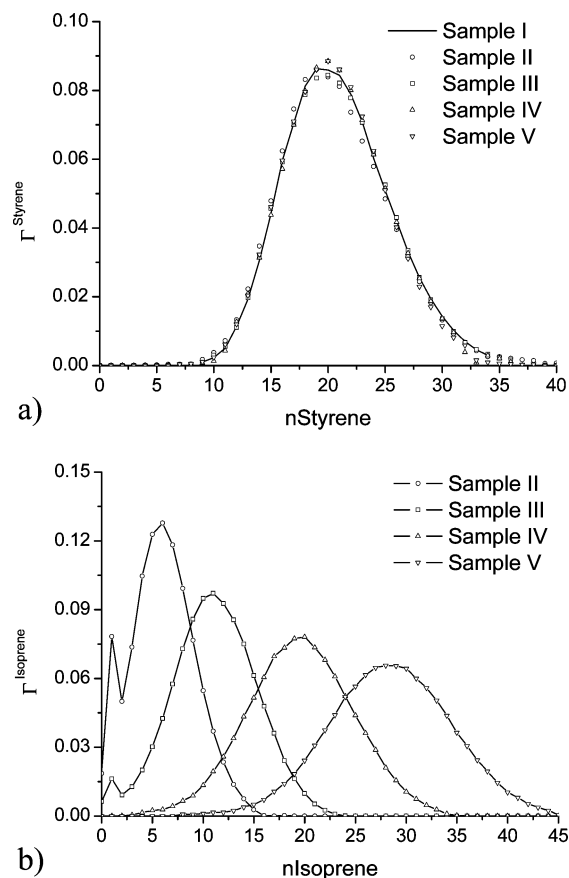 0.10
0.08
0.06
0.04
0.02
0.00
Γ Styrene
Sample I
Sample II
Sample III
Sample IV
Sample V
0 5 10 15 20 25 30 35 40
nStyrene
a)
0.15
0.12
0.09
0.06
0.03
0.00
Γ Isoprene
Sample II
Sample III
Sample IV
Sample V
0 5 10 15 20 25 30 35 40 45
nIsoprene
b)